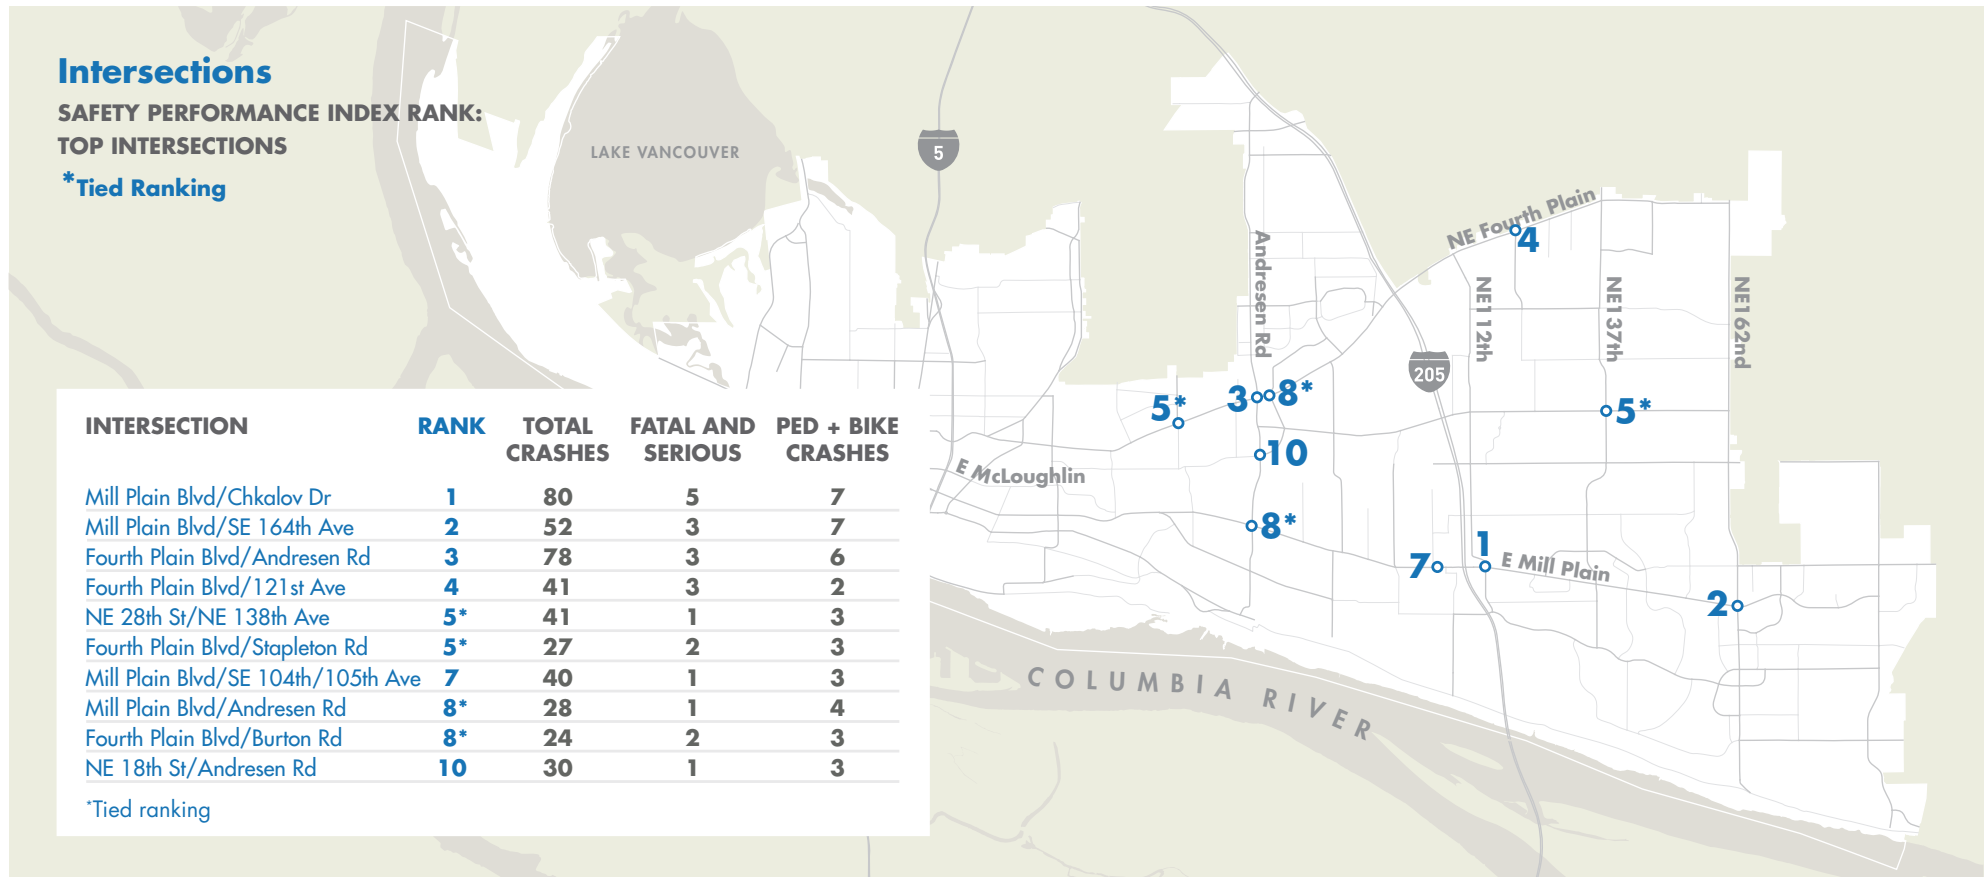 Intersections
SAFETY PERFORMANCE INDEX RANK:
TOP INTERSECTIONS
*Tied Ranking
LAKE VANCOUVER
5
Andresen Rd
NE Fourth Plain
4
NE112th
NE137th
NE162nd
205
5*
3
8*
5*
10
E McLoughlin
8*
7
1
E Mill Plain
2
COLUMBIA RIVER
INTERSECTION RANK TOTAL CRASHES FATAL AND SERIOUS PED + BIKE CRASHES
Mill Plain Blvd/Chkalov Dr 1 80 5 7
Mill Plain Blvd/SE 164th Ave 2 52 3 7
Fourth Plain Blvd/Andresen Rd 3 78 3 6
Fourth Plain Blvd/121st Ave 4 41 3 2
NE 28th St/NE 138th Ave 5* 41 1 3
Fourth Plain Blvd/Stapleton Rd 5* 27 2 3
Mill Plain Blvd/SE 104th/105th Ave 7 40 1 3
Mill Plain Blvd/Andresen Rd 8* 28 1 4
Fourth Plain Blvd/Burton Rd 8* 24 2 3
NE 18th St/Andresen Rd 10 30 1 3
*Tied ranking